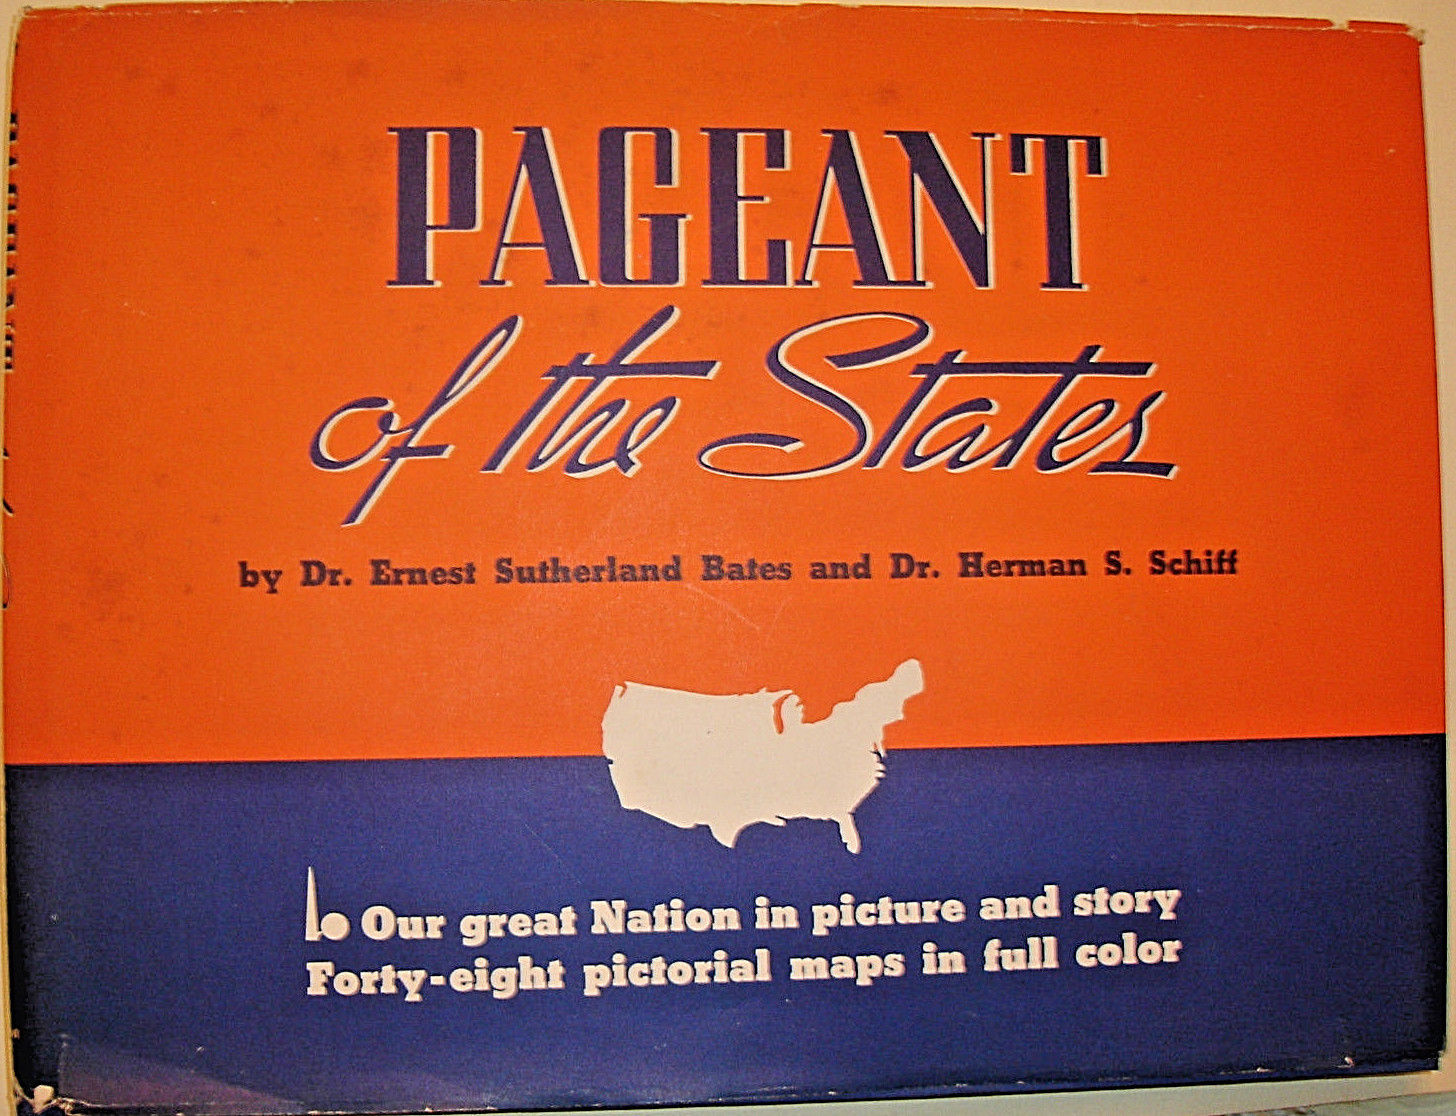 PAGEANT
of the States
by Dr. Ernest Sutherland Bates and Dr. Herman S. Schiff
Our great Nation in picture and story
Forty-eight pictorial maps in full color